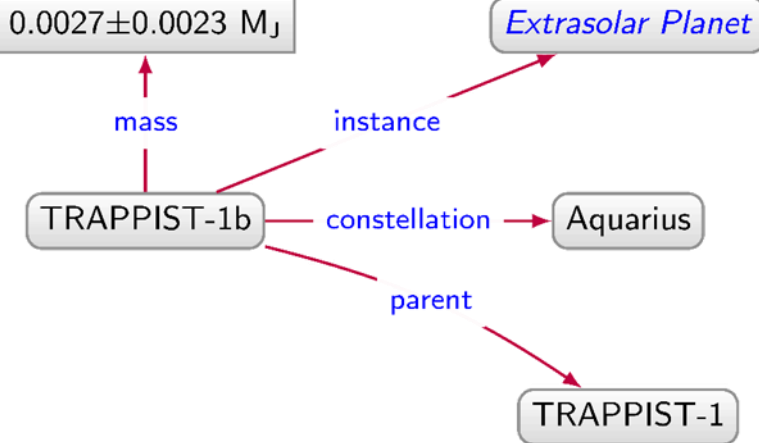 0.0027±0.0023 MJ
Extrasolar Planet
mass
instance
TRAPPIST-1b
constellation
Aquarius
parent
TRAPPIST-1